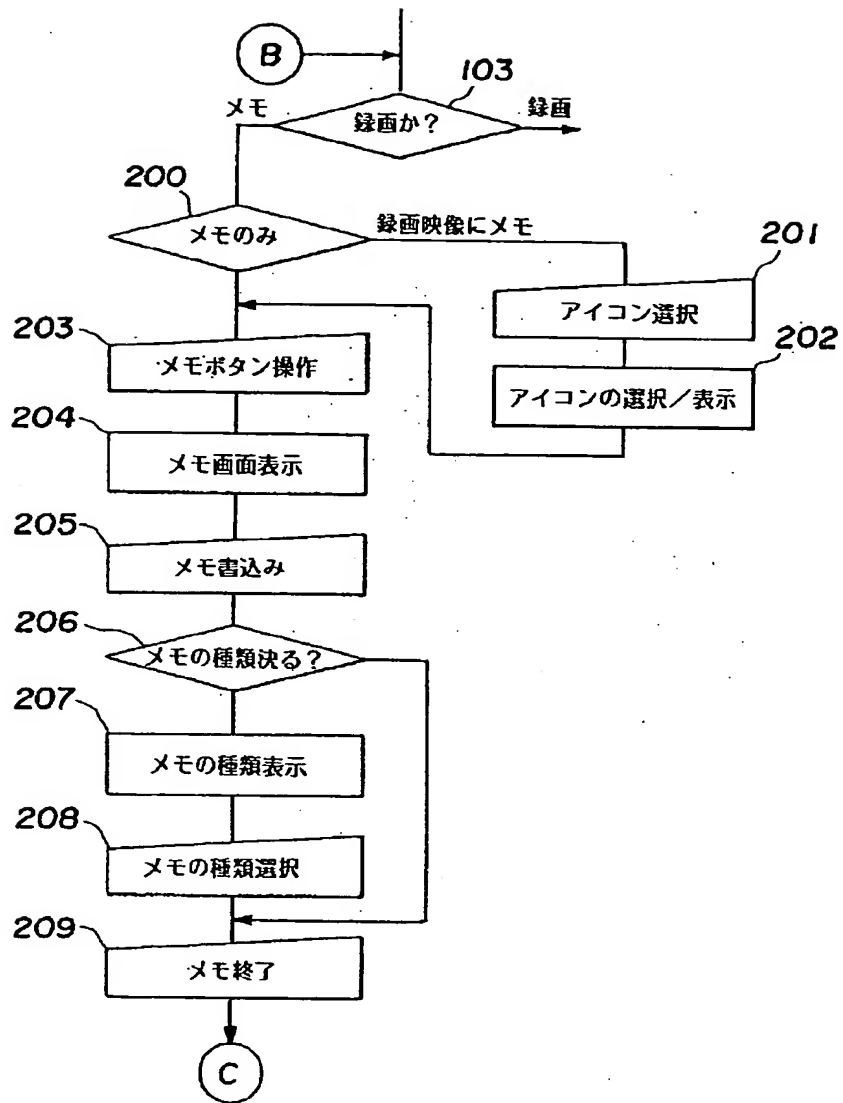 B
103
メモ
録画か?
録画
200
メモのみ
録画映像にメモ
201
アイコン選択
202
アイコンの選択/表示
203
メモボタン操作
204
メモ画面表示
205
メモ書込み
206
メモの種類決る?
207
メモの種類表示
208
メモの種類選択
209
メモ終了
C